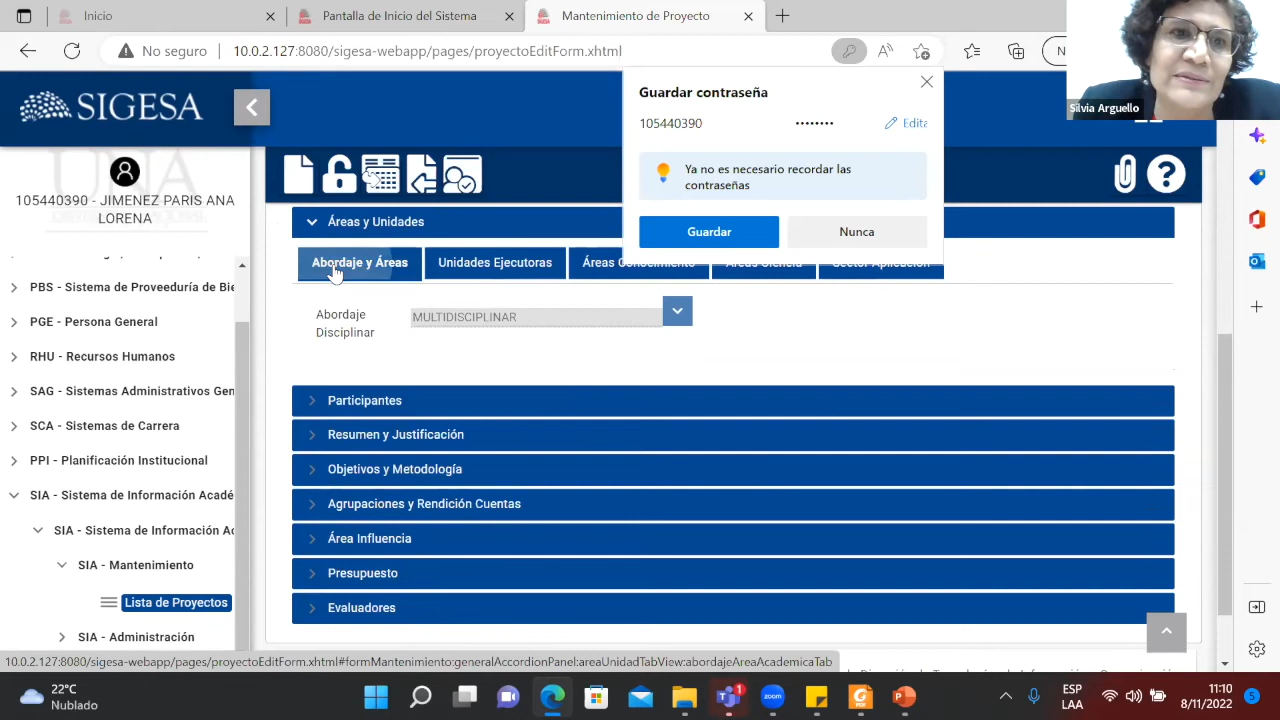 Inicio
Pantalla de Inicio del Sistema
Mantenimiento de Proyecto
No seguro
10.0.2.127:8080/sigesa-webapp/pages/proyectoEditForm.xhtml
Silvia Arguello
SIGESA
Guardar contraseña
105440390
••••••••
Edita
Ya no es necesario recordar las
contraseñas
Guardar
Nunca
UNA
105440390 - JIMENEZ PARIS ANA
LORENA
PBS - Sistema de Proveeduría de Bie
PGE - Persona General
RHU - Recursos Humanos
SAG - Sistemas Administrativos Gen
SCA - Sistemas de Carrera
PPI - Planificación Institucional
SIA - Sistema de Información Acadé
SIA - Sistema de Información Ac
SIA - Mantenimiento
Lista de Proyectos
SIA - Administración
Áreas y Unidades
Abordaje y Áreas
Unidades Ejecutoras
Áreas Conocimiento
Áreas Ciencia
Sector Aplicación
Abordaje
Disciplinar
MULTIDISCIPLINAR
Participantes
Resumen y Justificación
Objetivos y Metodología
Agrupaciones y Rendición Cuentas
Área Influencia
Presupuesto
Evaluadores
10.0.2.127:8080/sigesa-webapp/pages/proyectoEditForm.xhtml#formMantenimiento:generalAccordionPanel:areaUnidadTabView:abordajeAreaAcademicaTab
22°C
Nublado
ESP
LAA
11:10
8/11/2022
5